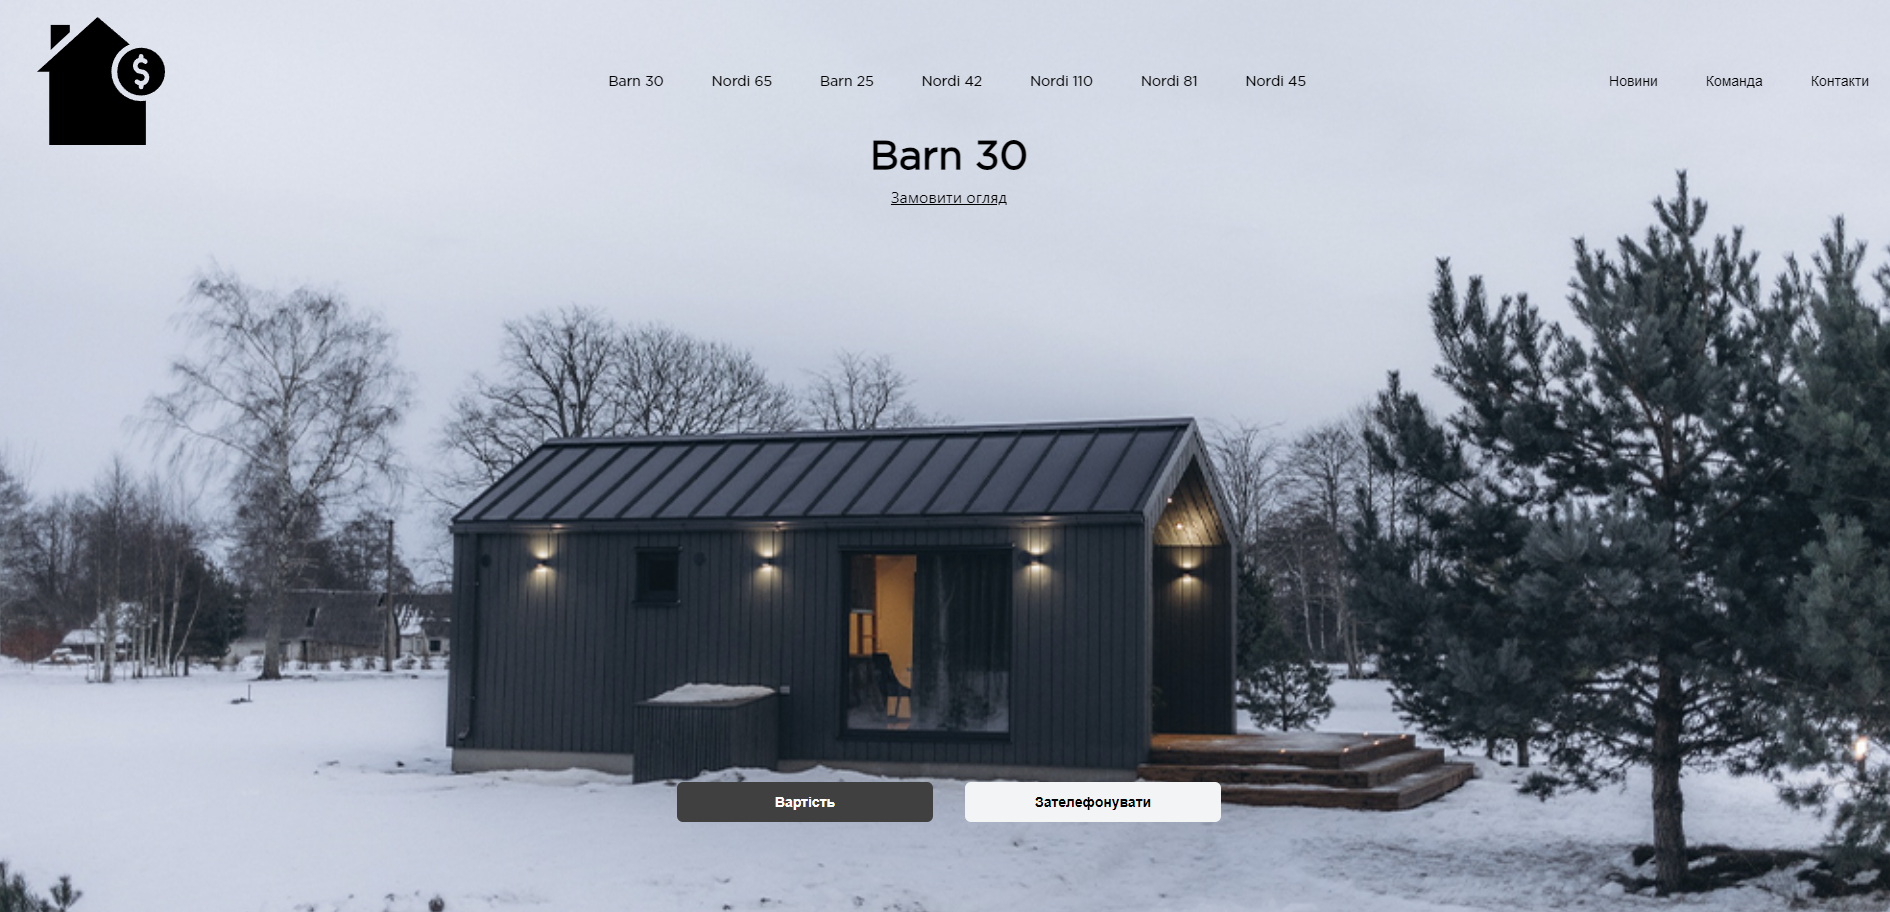 $
Barn 30 Nordi 65 Barn 25 Nordi 42 Nordi 110 Nordi 81 Nordi 45 Новини Команда Контакти
Barn 30
Замовити огляд
Вартість Зателефонувати